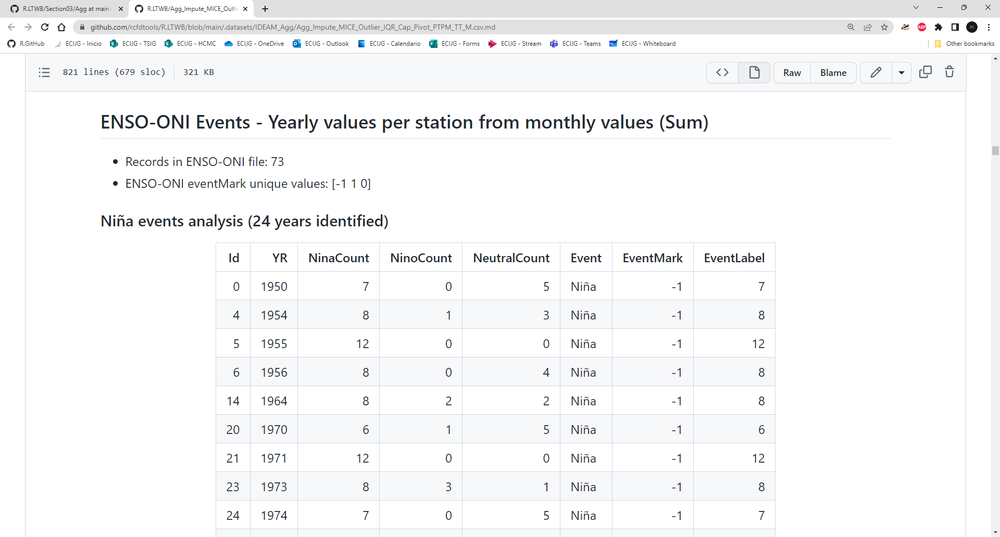 R.LTWB/Section03/Agg at main
R.LTWB/Agg_Impute_MICE_Outli
github.com/rcfdtools/R.LTWB/blob/main/.datasets/IDEAM_Agg/Agg_Impute_MICE_Outlier_IQR_Cap_Pivot_PTPM_TT_M.csv.md
ABP
R.GitHub ECIJG - Inicio ECIJG - TSIG ECIJG - HCMC ECIJG - OneDrive ECIJG - Outlook ECIJG - Calendario ECIJG - Forms ECIJG - Stream ECIJG - Teams ECIJG - Whiteboard Other bookmarks
821 lines (679 sloc) 321 KB Raw Blame
ENSO-ONI Events - Yearly values per station from monthly values (Sum)
Records in ENSO-ONI file: 73
ENSO-ONI eventMark unique values: [-1 1 0]
Niña events analysis (24 years identified)
Id YR NinaCount NinoCount NeutralCount Event EventMark EventLabel
0 1950 7 0 5 Niña -1 7
4 1954 8 1 3 Niña -1 8
5 1955 12 0 0 Niña -1 12
6 1956 8 0 4 Niña -1 8
14 1964 8 2 2 Niña -1 8
20 1970 6 1 5 Niña -1 6
21 1971 12 0 0 Niña -1 12
23 1973 8 3 1 Niña -1 8
24 1974 7 0 5 Niña -1 7